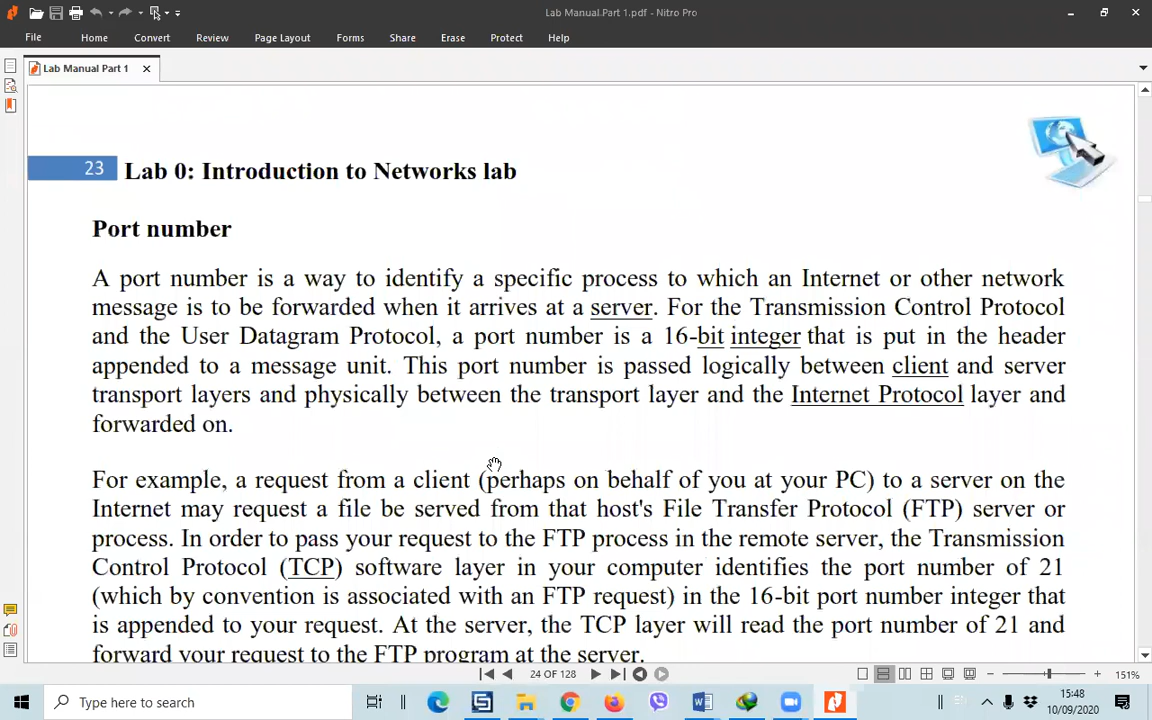 Lab Manual.Part 1.pdf - Nitro Pro
File Home Convert Review Page Layout Forms Share Erase Protect Help
Lab Manual Part 1
23 Lab 0: Introduction to Networks lab
Port number
A port number is a way to identify a specific process to which an Internet or other network
message is to be forwarded when it arrives at a server. For the Transmission Control Protocol
and the User Datagram Protocol, a port number is a 16-bit integer that is put in the header
appended to a message unit. This port number is passed logically between client and server
transport layers and physically between the transport layer and the Internet Protocol layer and
forwarded on.
For example, a request from a client (perhaps on behalf of you at your PC) to a server on the
Internet may request a file be served from that host's File Transfer Protocol (FTP) server or
process. In order to pass your request to the FTP process in the remote server, the Transmission
Control Protocol (TCP) software layer in your computer identifies the port number of 21
(which by convention is associated with an FTP request) in the 16-bit port number integer that
is appended to your request. At the server, the TCP layer will read the port number of 21 and
forward your request to the FTP program at the server.
24 OF 128
151%
Type here to search
EN
15:48
10/09/2020